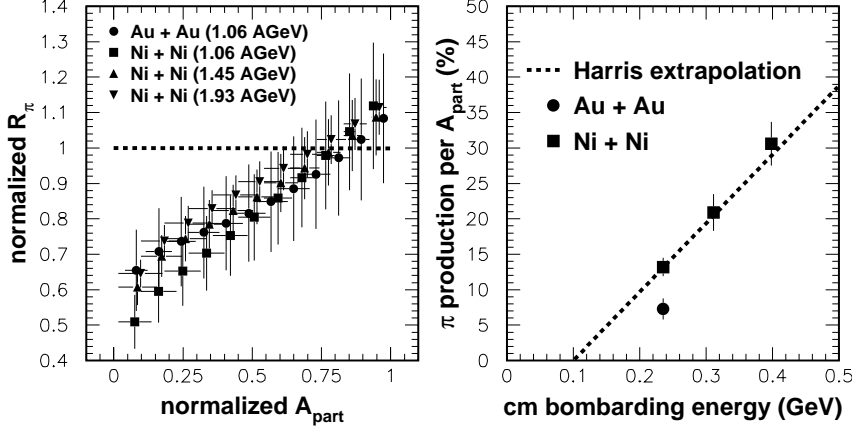 1.4
1.3
1.2
1.1
1
0.9
0.8
0.7
0.6
0.5
0.4
normalized R_π
Au + Au (1.06 AGeV)
Ni + Ni (1.06 AGeV)
Ni + Ni (1.45 AGeV)
Ni + Ni (1.93 AGeV)
0 0.25 0.5 0.75 1
normalized A_part
50
45
40
35
30
25
20
15
10
5
0
π production per A_part (%)
Harris extrapolation
Au + Au
Ni + Ni
0 0.1 0.2 0.3 0.4 0.5
cm bombarding energy (GeV)